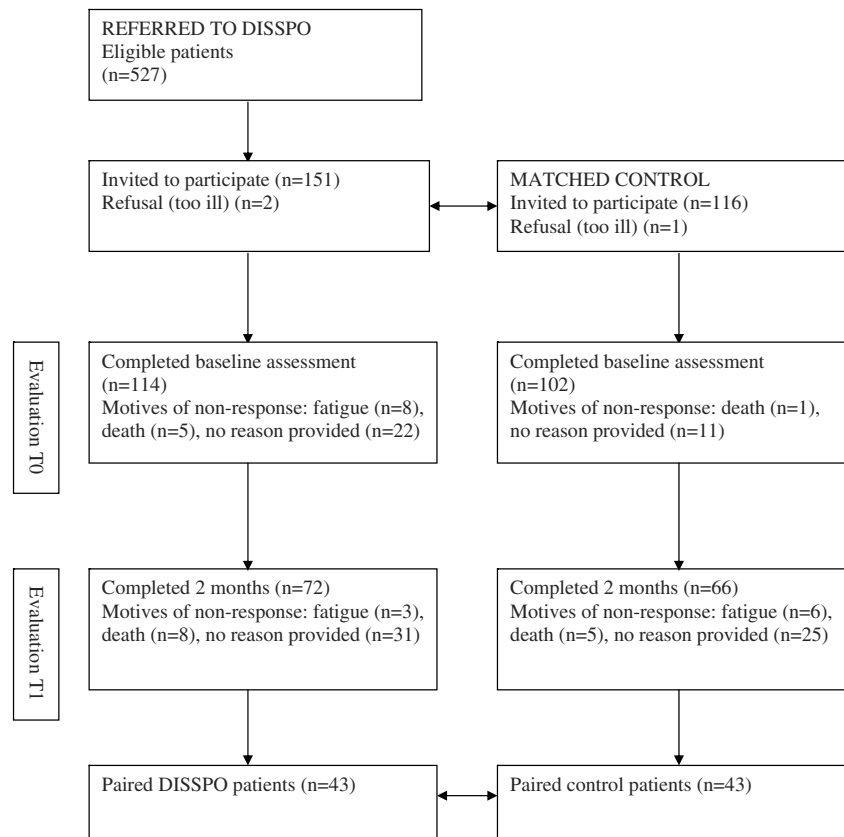 REFERRED TO DISSPO
Eligible patients
(n=527)
Invited to participate (n=151)
Refusal (too ill) (n=2)
MATCHED CONTROL
Invited to participate (n=116)
Refusal (too ill) (n=1)
Evaluation T0
Completed baseline assessment
(n=114)
Motives of non-response: fatigue (n=8),
death (n=5), no reason provided (n=22)
Completed baseline assessment
(n=102)
Motives of non-response: death (n=1),
no reason provided (n=11)
Evaluation T1
Completed 2 months (n=72)
Motives of non-response: fatigue (n=3),
death (n=8), no reason provided (n=31)
Completed 2 months (n=66)
Motives of non-response: fatigue (n=6),
death (n=5), no reason provided (n=25)
Paired DISSPO patients (n=43)
Paired control patients (n=43)